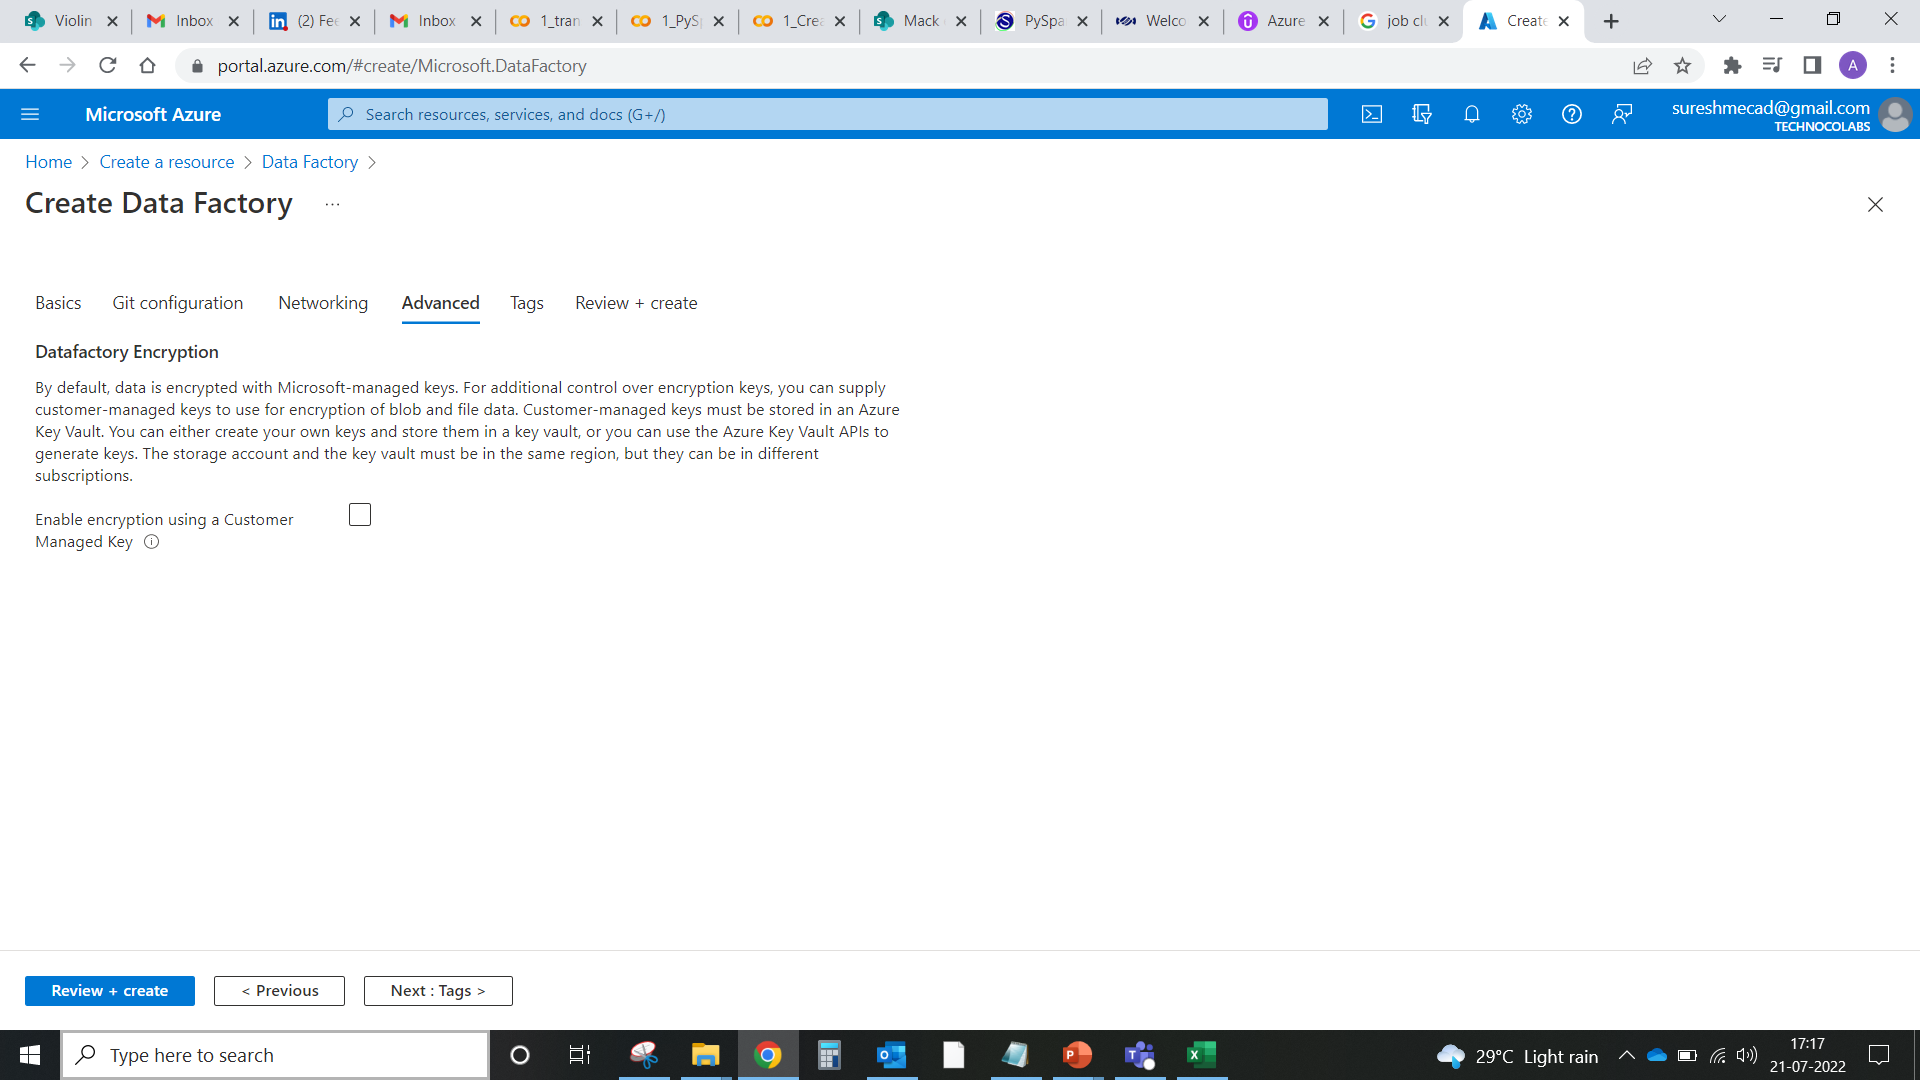 Violin
Inbox
(2) Fee
Inbox
1_tran
1_PySp
1_Crea
Mack
PySpa
Welco
Azure
job clu
Create
portal.azure.com/#create/Microsoft.DataFactory
A
Microsoft Azure
Search resources, services, and docs (G+/)
sureshmecad@gmail.com
TECHNOCOLABS
Home > Create a resource > Data Factory >
Create Data Factory ...
Basics Git configuration Networking Advanced Tags Review + create
Datafactory Encryption
By default, data is encrypted with Microsoft-managed keys. For additional control over encryption keys, you can supply
customer-managed keys to use for encryption of blob and file data. Customer-managed keys must be stored in an Azure
Key Vault. You can either create your own keys and store them in a key vault, or you can use the Azure Key Vault APIs to
generate keys. The storage account and the key vault must be in the same region, but they can be in different
subscriptions.
Enable encryption using a Customer
Managed Key
Review + create
< Previous
Next : Tags >
Type here to search
29°C Light rain
17:17
21-07-2022